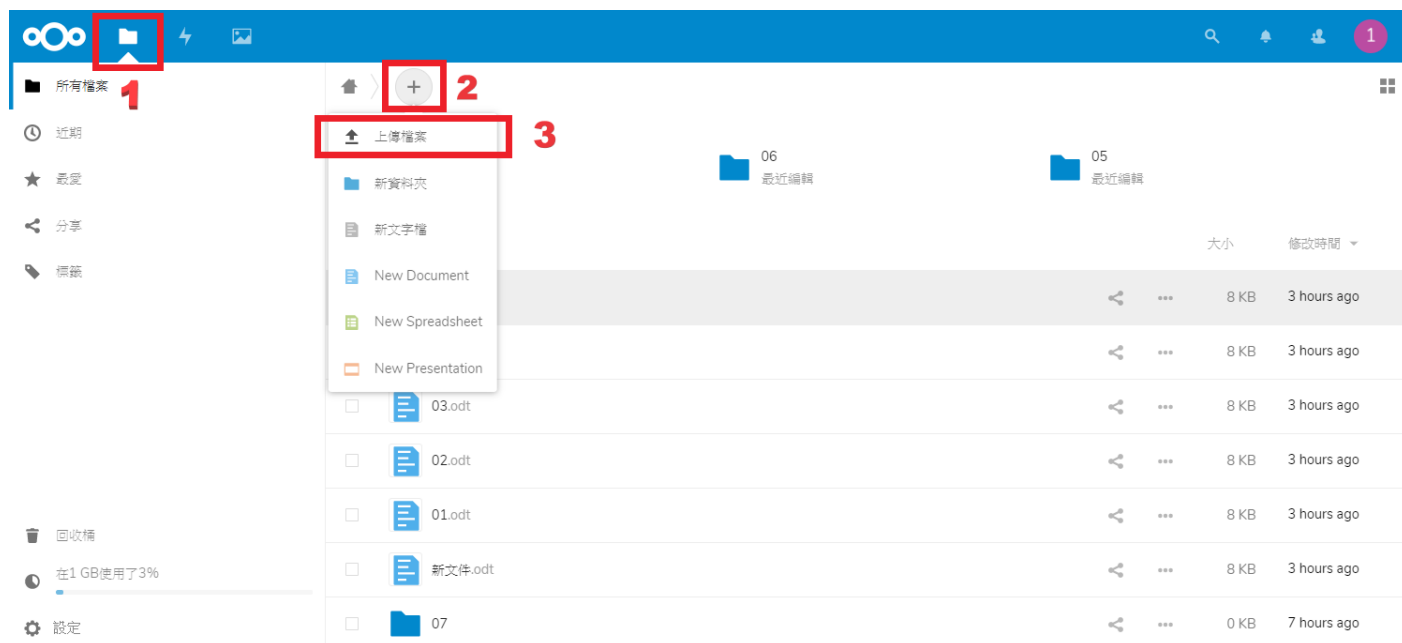 1
1
所有檔案
+
2
近期
上傳檔案
3
06
05
最近編輯
最近編輯
最愛
新資料夾
分享
新文字檔
大小
修改時間
標籤
New Document
8 KB
3 hours ago
New Spreadsheet
8 KB
3 hours ago
New Presentation
03.odt
8 KB
3 hours ago
02.odt
8 KB
3 hours ago
01.odt
8 KB
3 hours ago
回收桶
新文件.odt
8 KB
3 hours ago
在1 GB使用了3%
07
0 KB
7 hours ago
設定